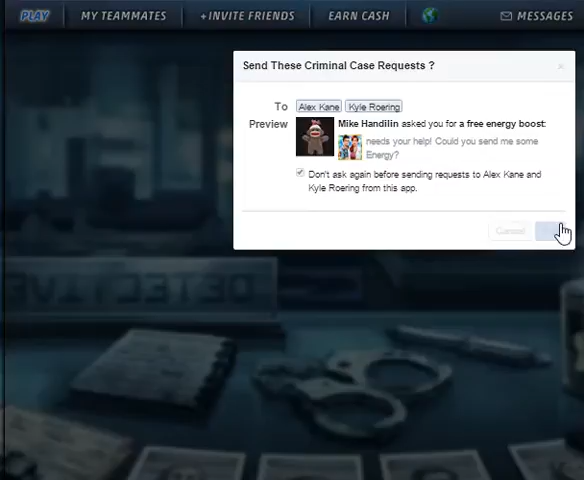 PLAY MY TEAMMATES +INVITE FRIENDS EARN CASH MESSAGES
Send These Criminal Case Requests ?
To Alex Kane Kyle Roering
Preview Mike Handilin asked you for a free energy boost:
needs your help! Could you send me some
Energy?
Don't ask again before sending requests to Alex Kane and
Kyle Roering from this app.
Cancel
DETECTIVE